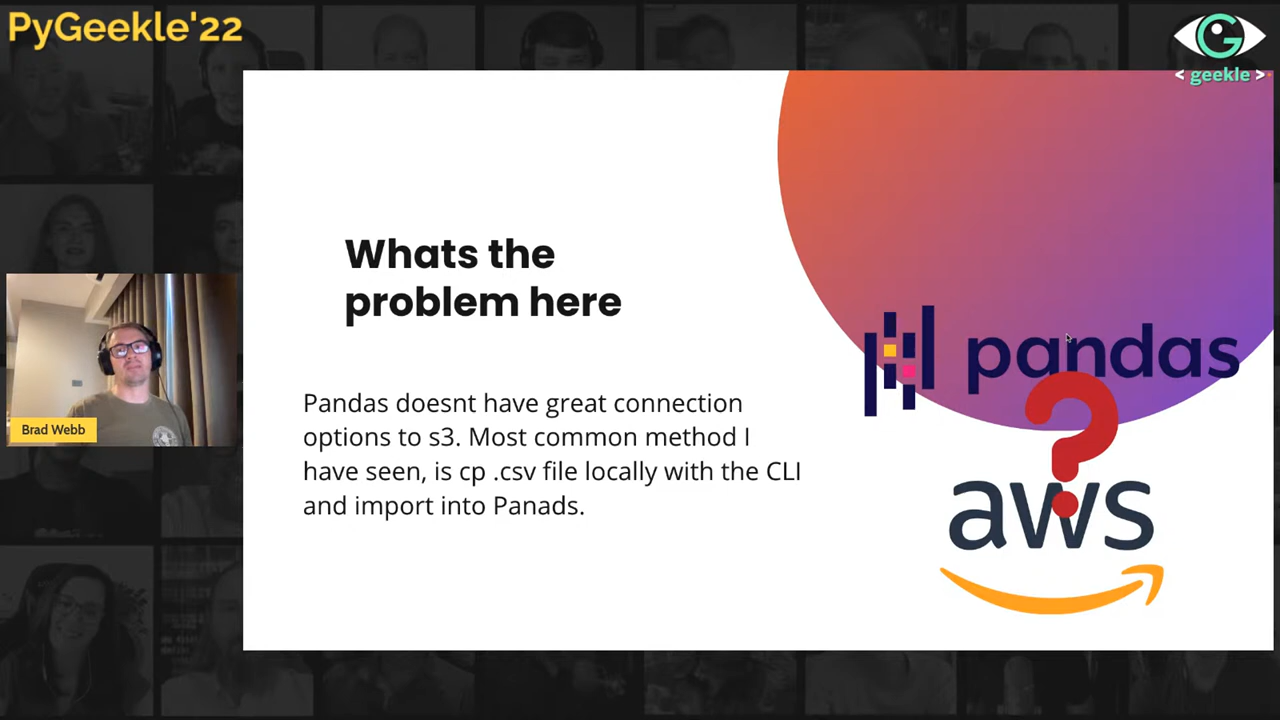 PyGeekle'22
< geekle >
Whats the
problem here
pandas
?
aws
Pandas doesnt have great connection
options to s3. Most common method I
have seen, is cp .csv file locally with the CLI
and import into Panads.
Brad Webb